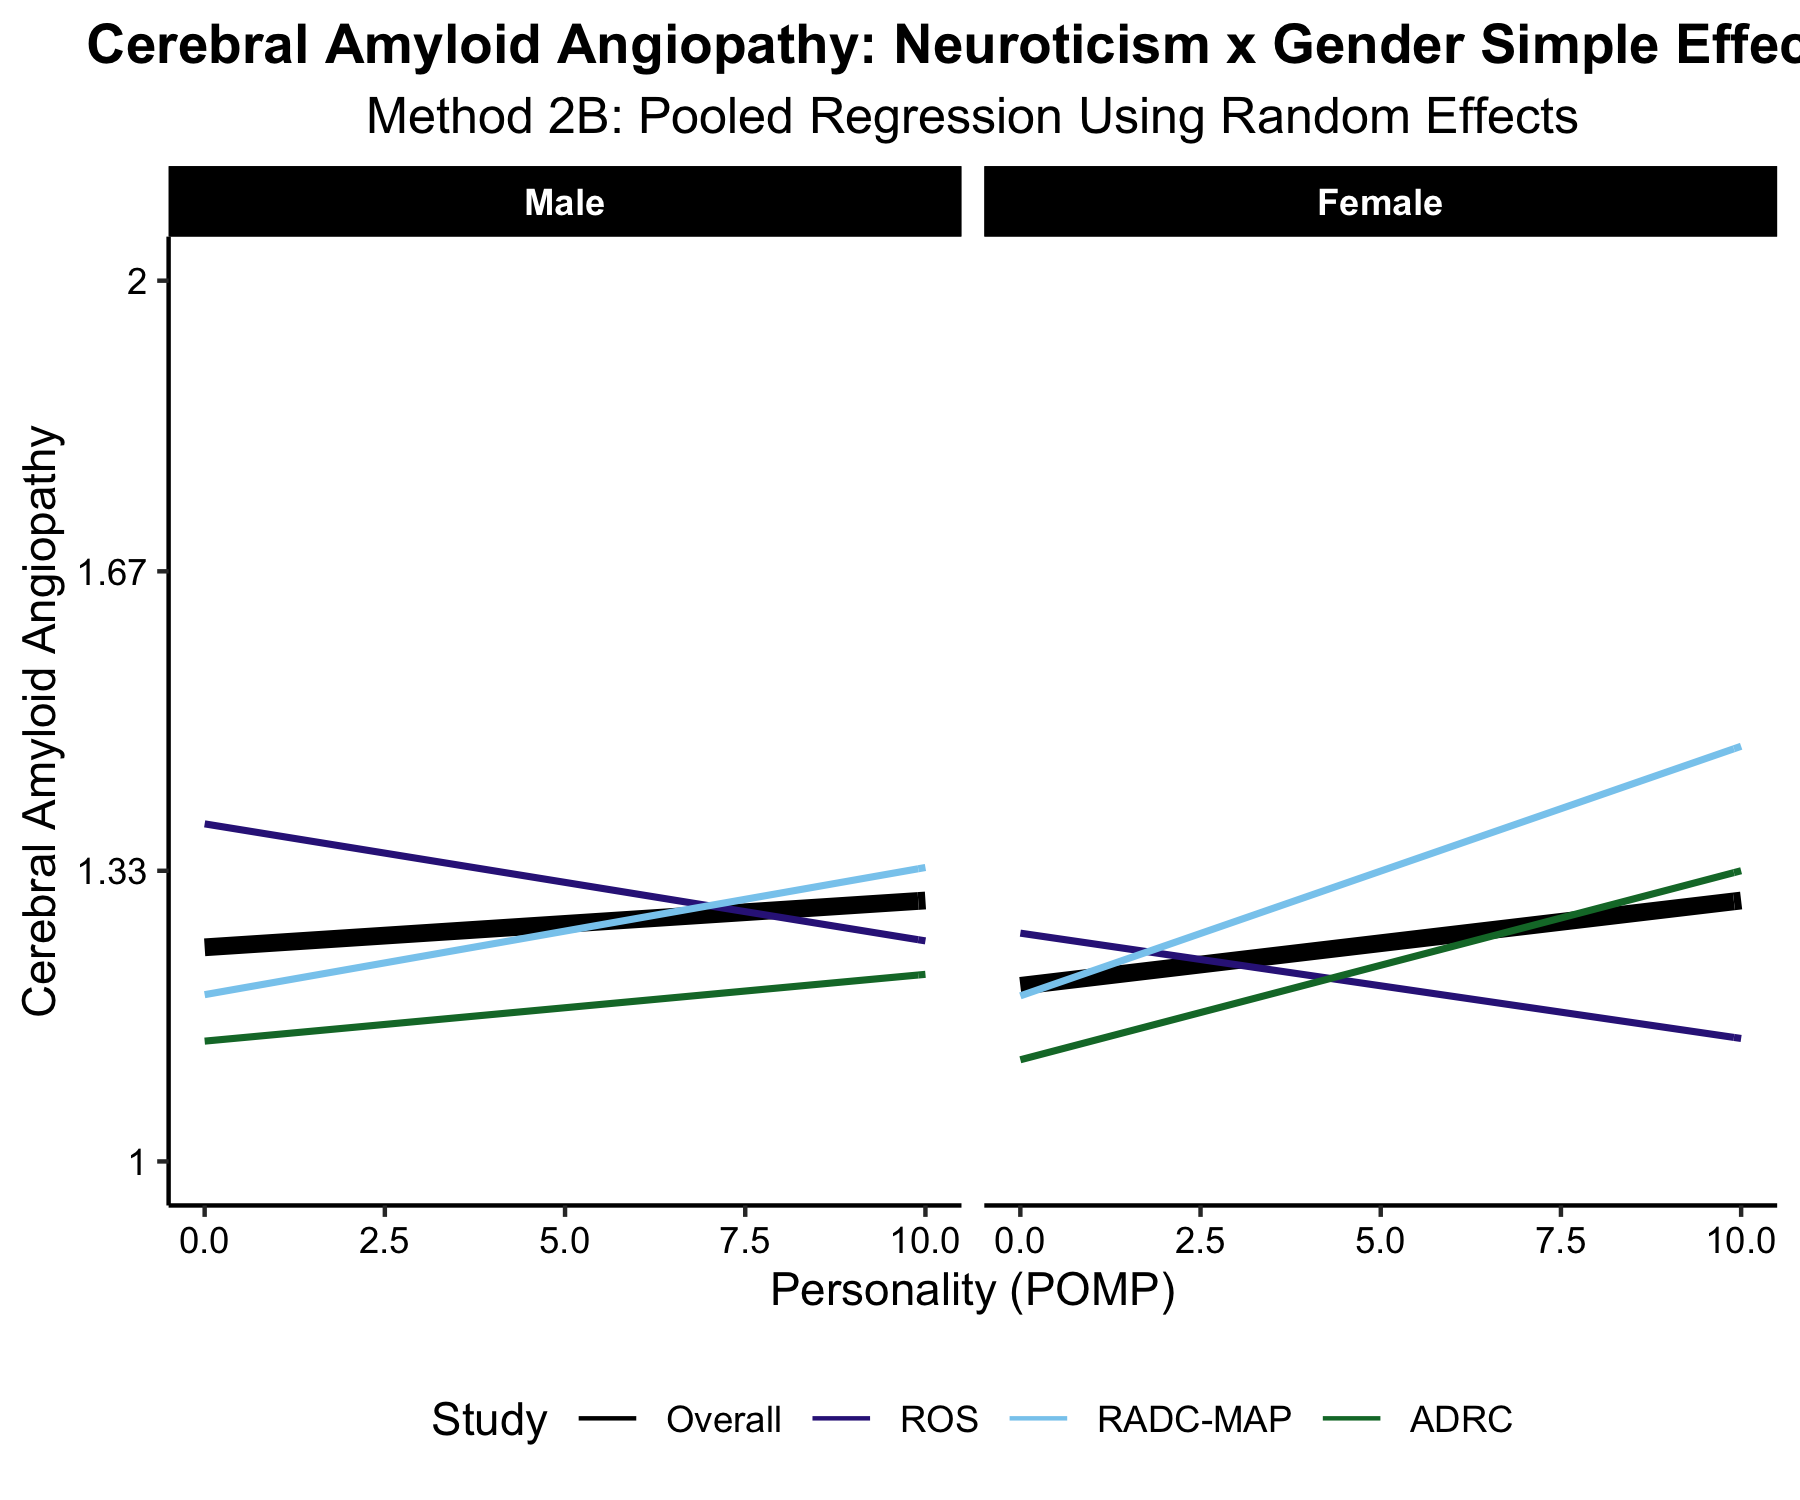 Cerebral Amyloid Angiopathy: Neuroticism x Gender Simple Effec
Method 2B: Pooled Regression Using Random Effects
Male
Female
Cerebral Amyloid Angiopathy
2
1.67
1.33
1
0.0 2.5 5.0 7.5 10.0
0.0 2.5 5.0 7.5 10.0
Personality (POMP)
Study Overall ROS RADC-MAP ADRC